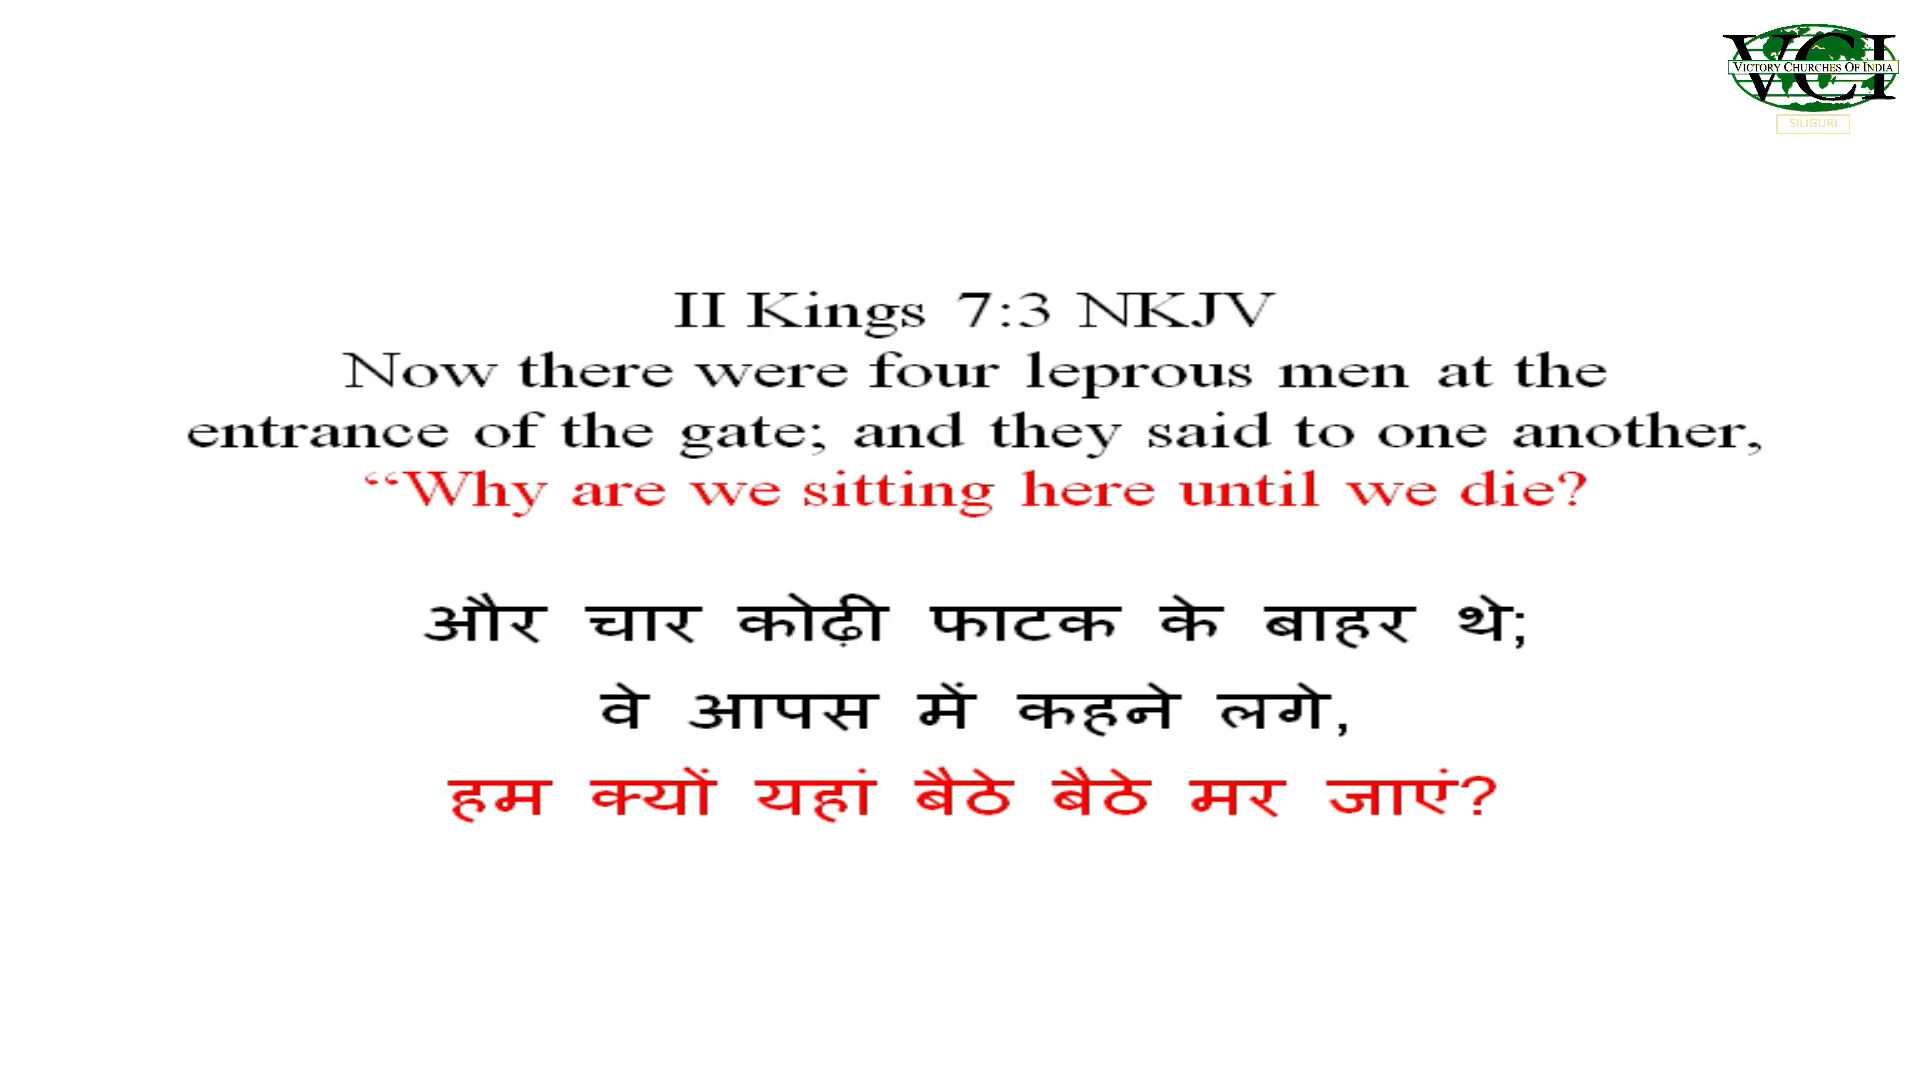 VCI
VICTORY CHURCHES OF INDIA
SILIGURI
II Kings 7:3 NKJV
Now there were four leprous men at the
entrance of the gate; and they said to one another,
“Why are we sitting here until we die?
और चार कोढ़ी फाटक के बाहर थे;
वे आपस में कहने लगे,
हम क्यों यहां बैठे बैठे मर जाएं?